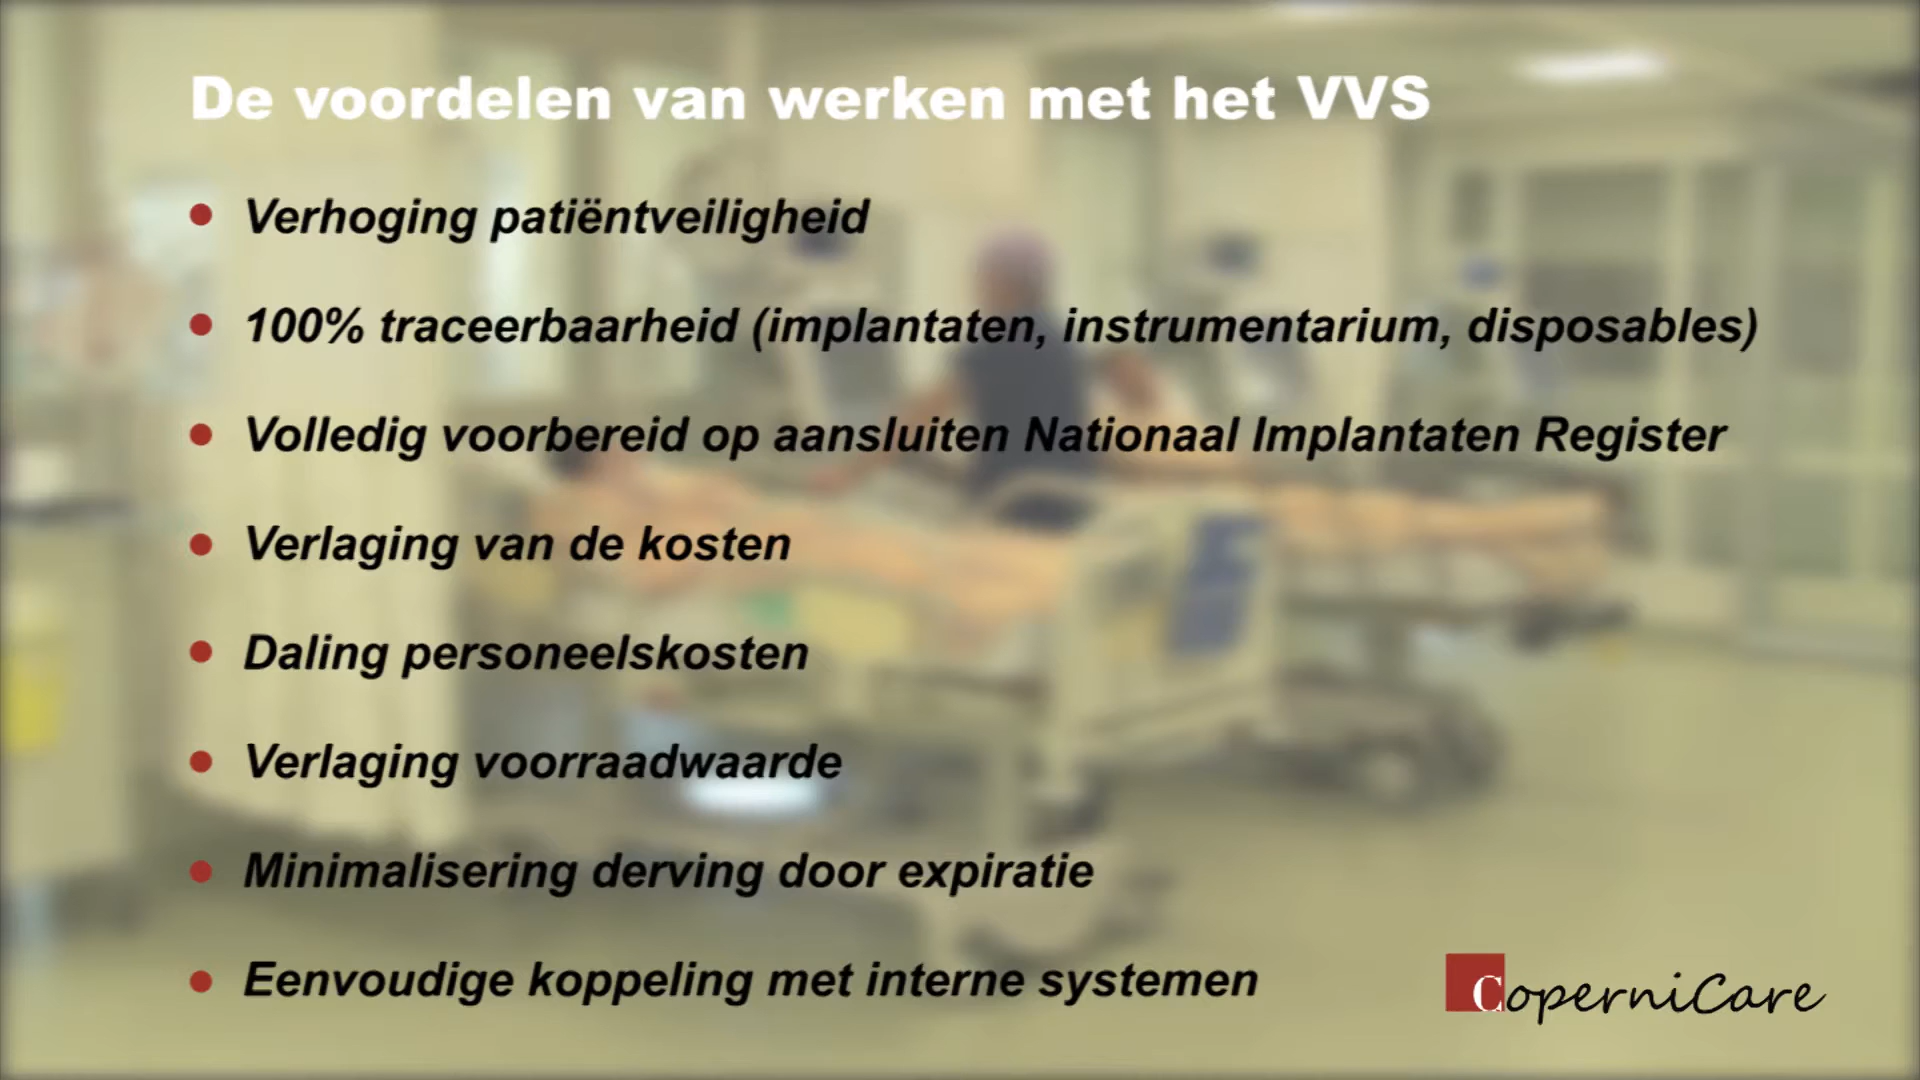 De voordelen van werken met het VVS
Verhoging patiëntveiligheid
100% traceerbaarheid (implantaten, instrumentarium, disposables)
Volledig voorbereid op aansluiten Nationaal Implantaten Register
Verlaging van de kosten
Daling personeelskosten
Verlaging voorraadwaarde
Minimalisering derving door expiratie
Eenvoudige koppeling met interne systemen
CoperniCare